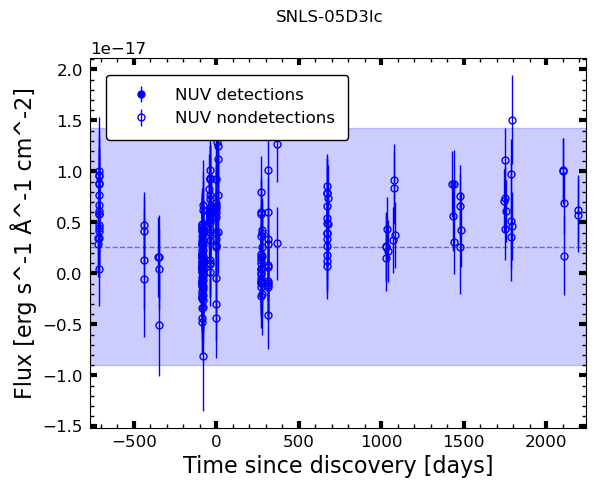 SNLS-05D3lc
1e−17
NUV detections
NUV nondetections
2.0
1.5
1.0
0.5
0.0
−0.5
−1.0
−1.5
Flux [erg s^-1 Å^-1 cm^-2]
−500
0
500
1000
1500
2000
Time since discovery [days]